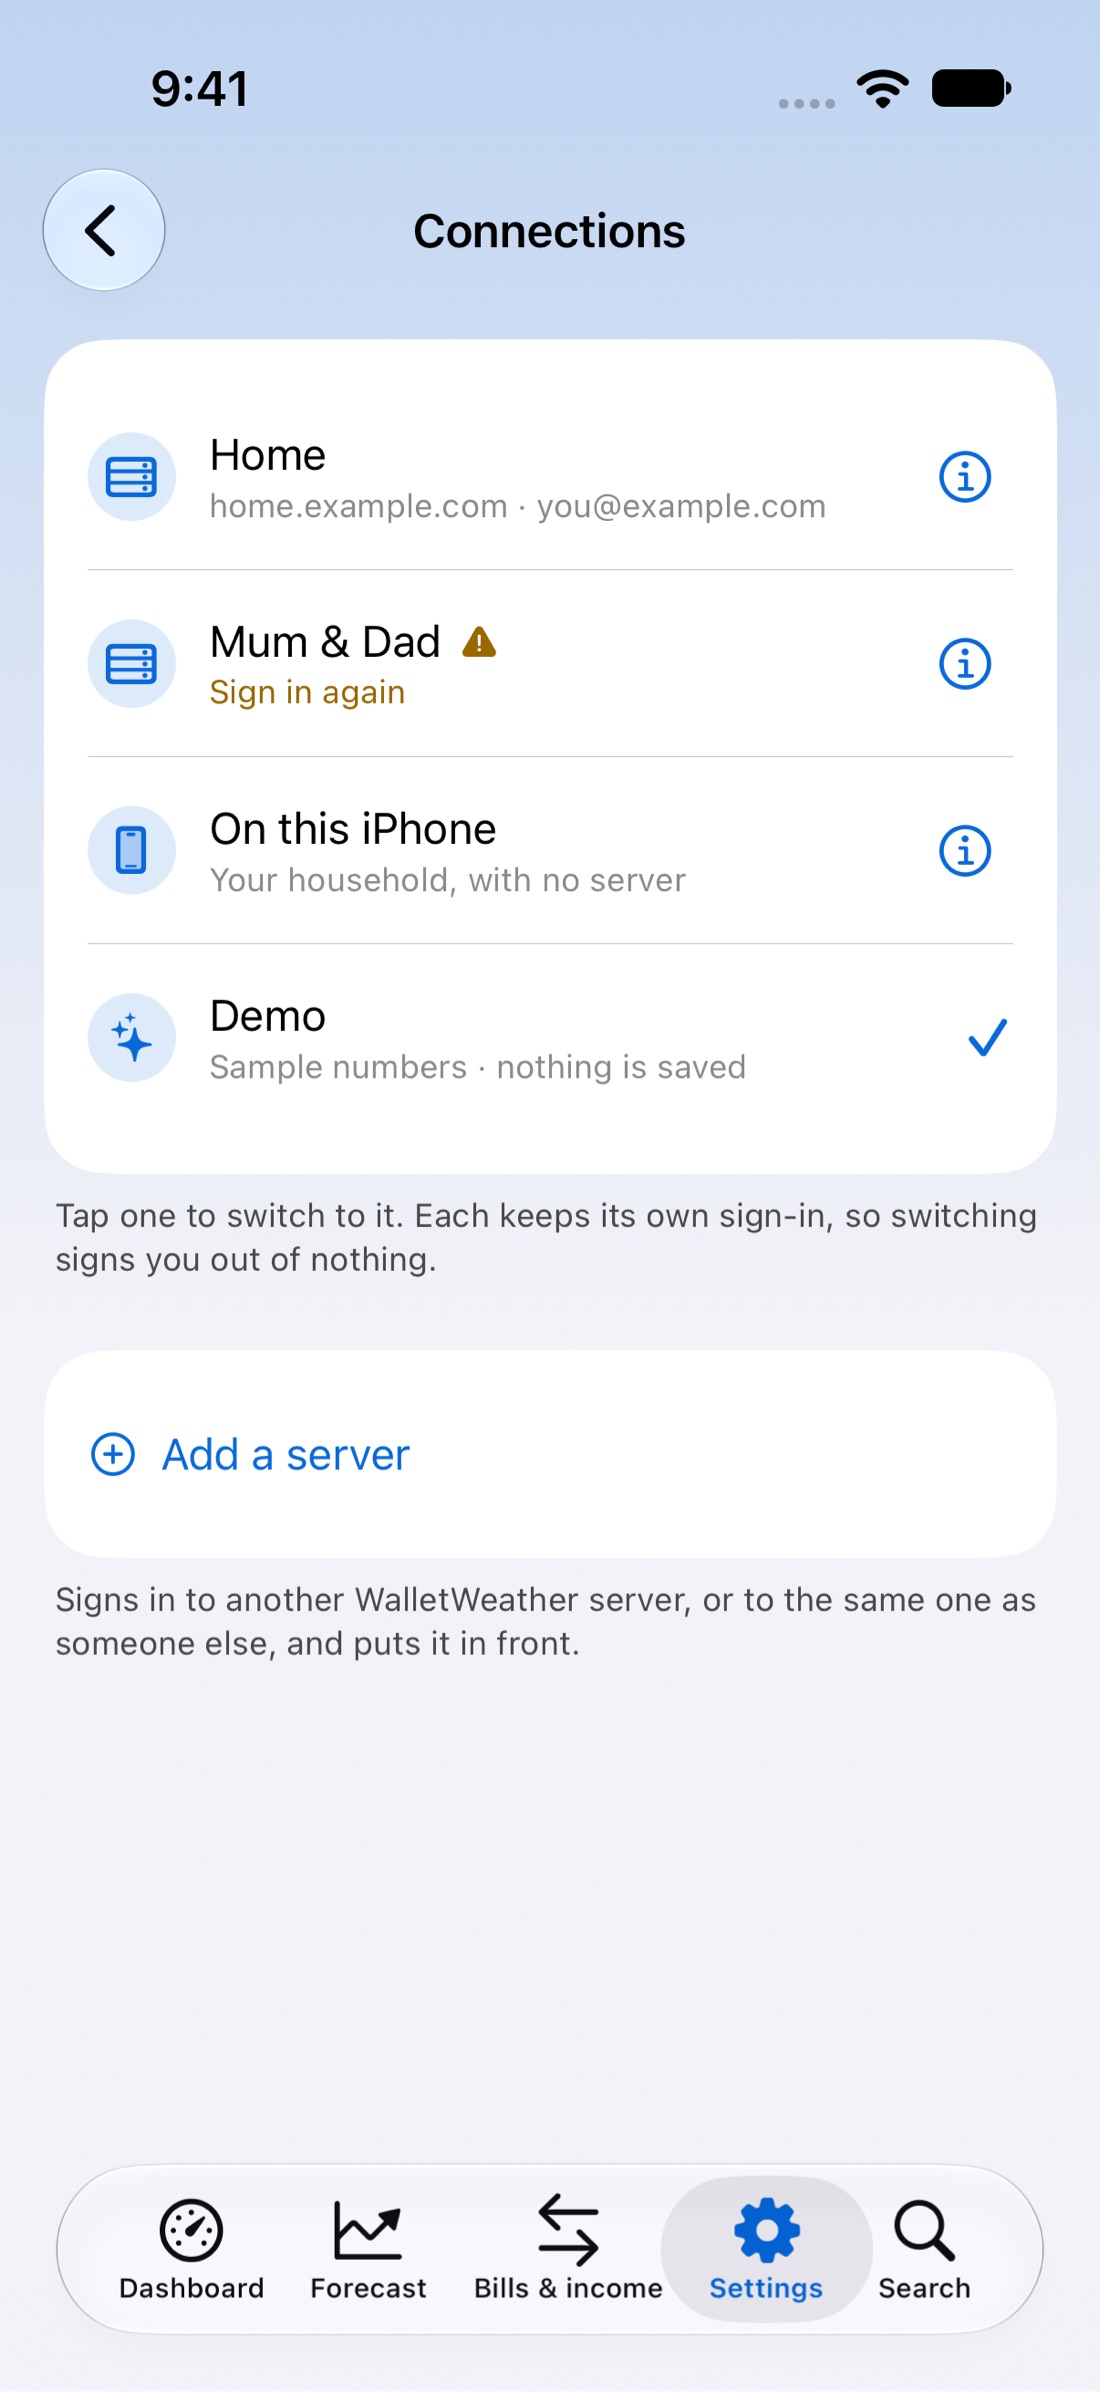 9:41
Connections
Home
home.example.com · you@example.com
Mum & Dad
Sign in again
On this iPhone
Your household, with no server
Demo
Sample numbers · nothing is saved
Tap one to switch to it. Each keeps its own sign-in, so switching
signs you out of nothing.
Add a server
Signs in to another WalletWeather server, or to the same one as
someone else, and puts it in front.
Dashboard
Forecast
Bills & income
Settings
Search